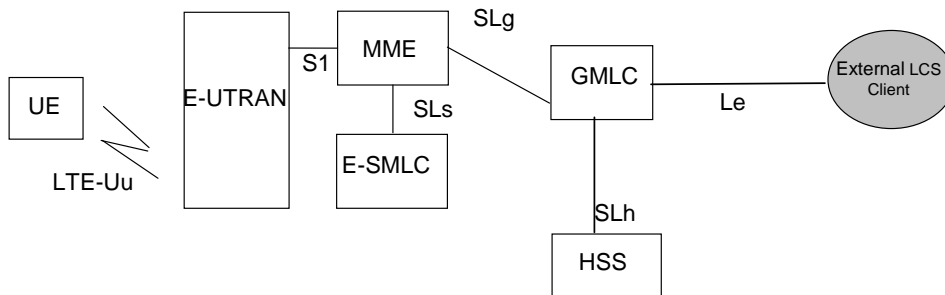 SLg
MME
S1
GMLC
External LCS
Client
E-UTRAN
UE
Le
SLs
E-SMLC
LTE-Uu
SLh
HSS